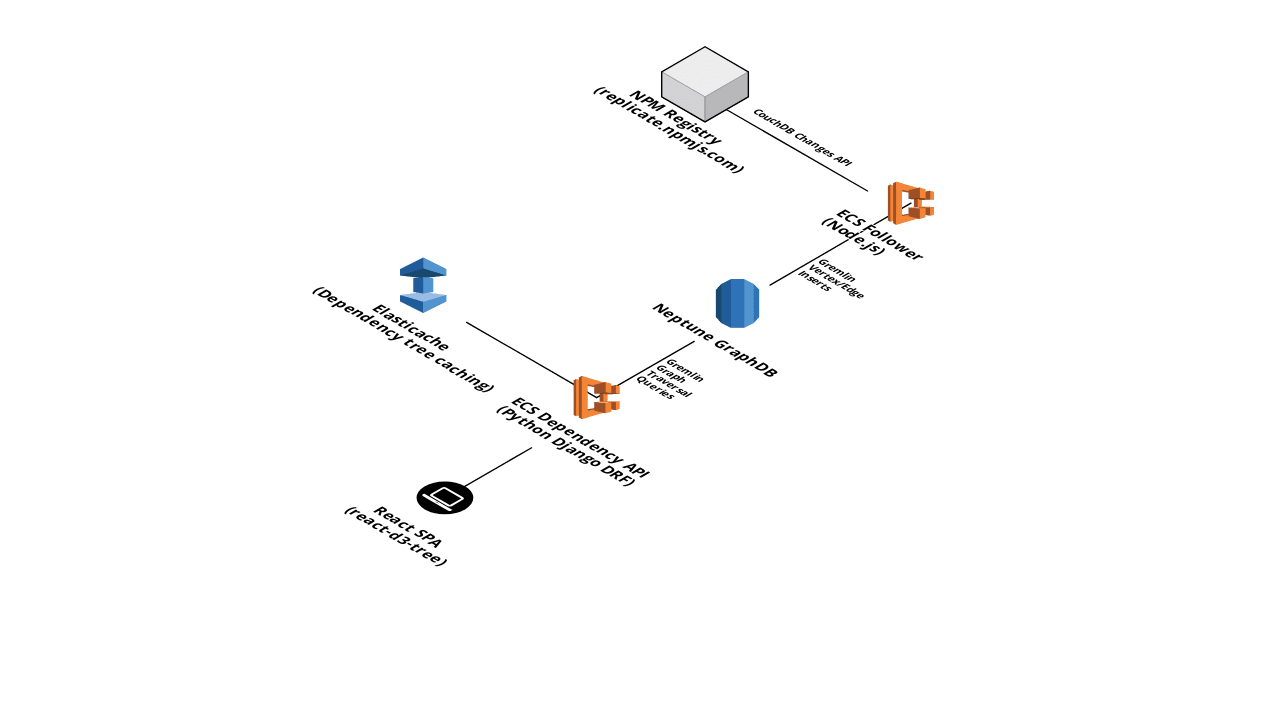 NPM Registry
(replicate.npmjs.com)
CouchDB Changes API
ECS Follower
(Node.js)
Gremlin
Vertex/Edge
Inserts
Neptune GraphDB
Elasticache
(Dependency tree caching)
Gremlin
Graph
Traversal
Queries
ECS Dependency API
(Python Django DRF)
React SPA
(react-d3-tree)